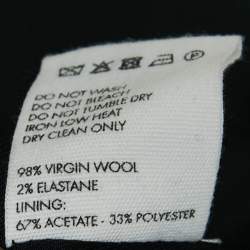 DO NOT WASH
DO NOT BLEACH
DO NOT TUMBLE DRY
IRON LOW HEAT
DRY CLEAN ONLY
98% VIRGIN WOOL
2% ELASTANE
LINING:
67% ACETATE - 33% POLYESTER